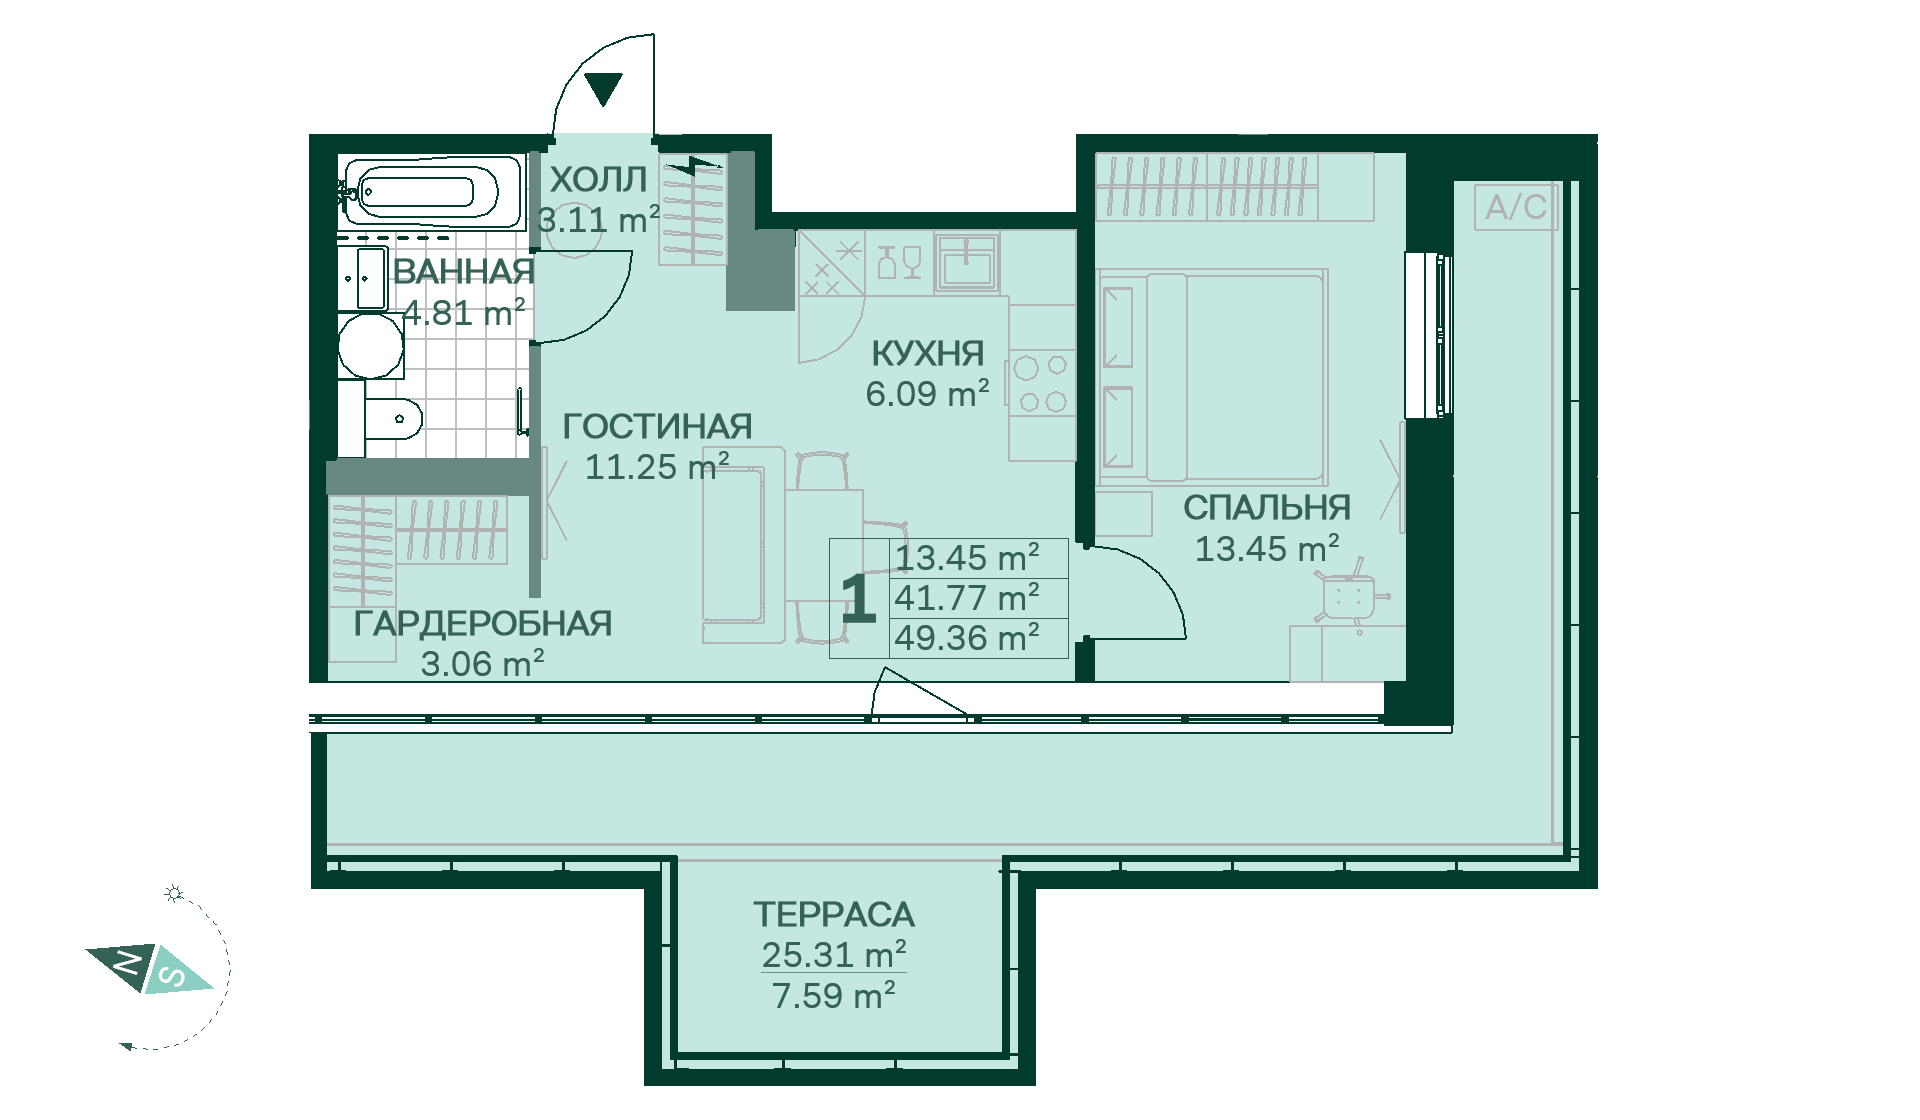 ХОЛЛ
3.11 m²
A/C
ВАННАЯ
4.81 m²
КУХНЯ
6.09 m²
ГОСТИНАЯ
11.25 m²
СПАЛЬНЯ
13.45 m²
1
13.45 m²
41.77 m²
49.36 m²
ГАРДЕРОБНАЯ
3.06 m²
ТЕРРАСА
25.31 m²
7.59 m²
N
S